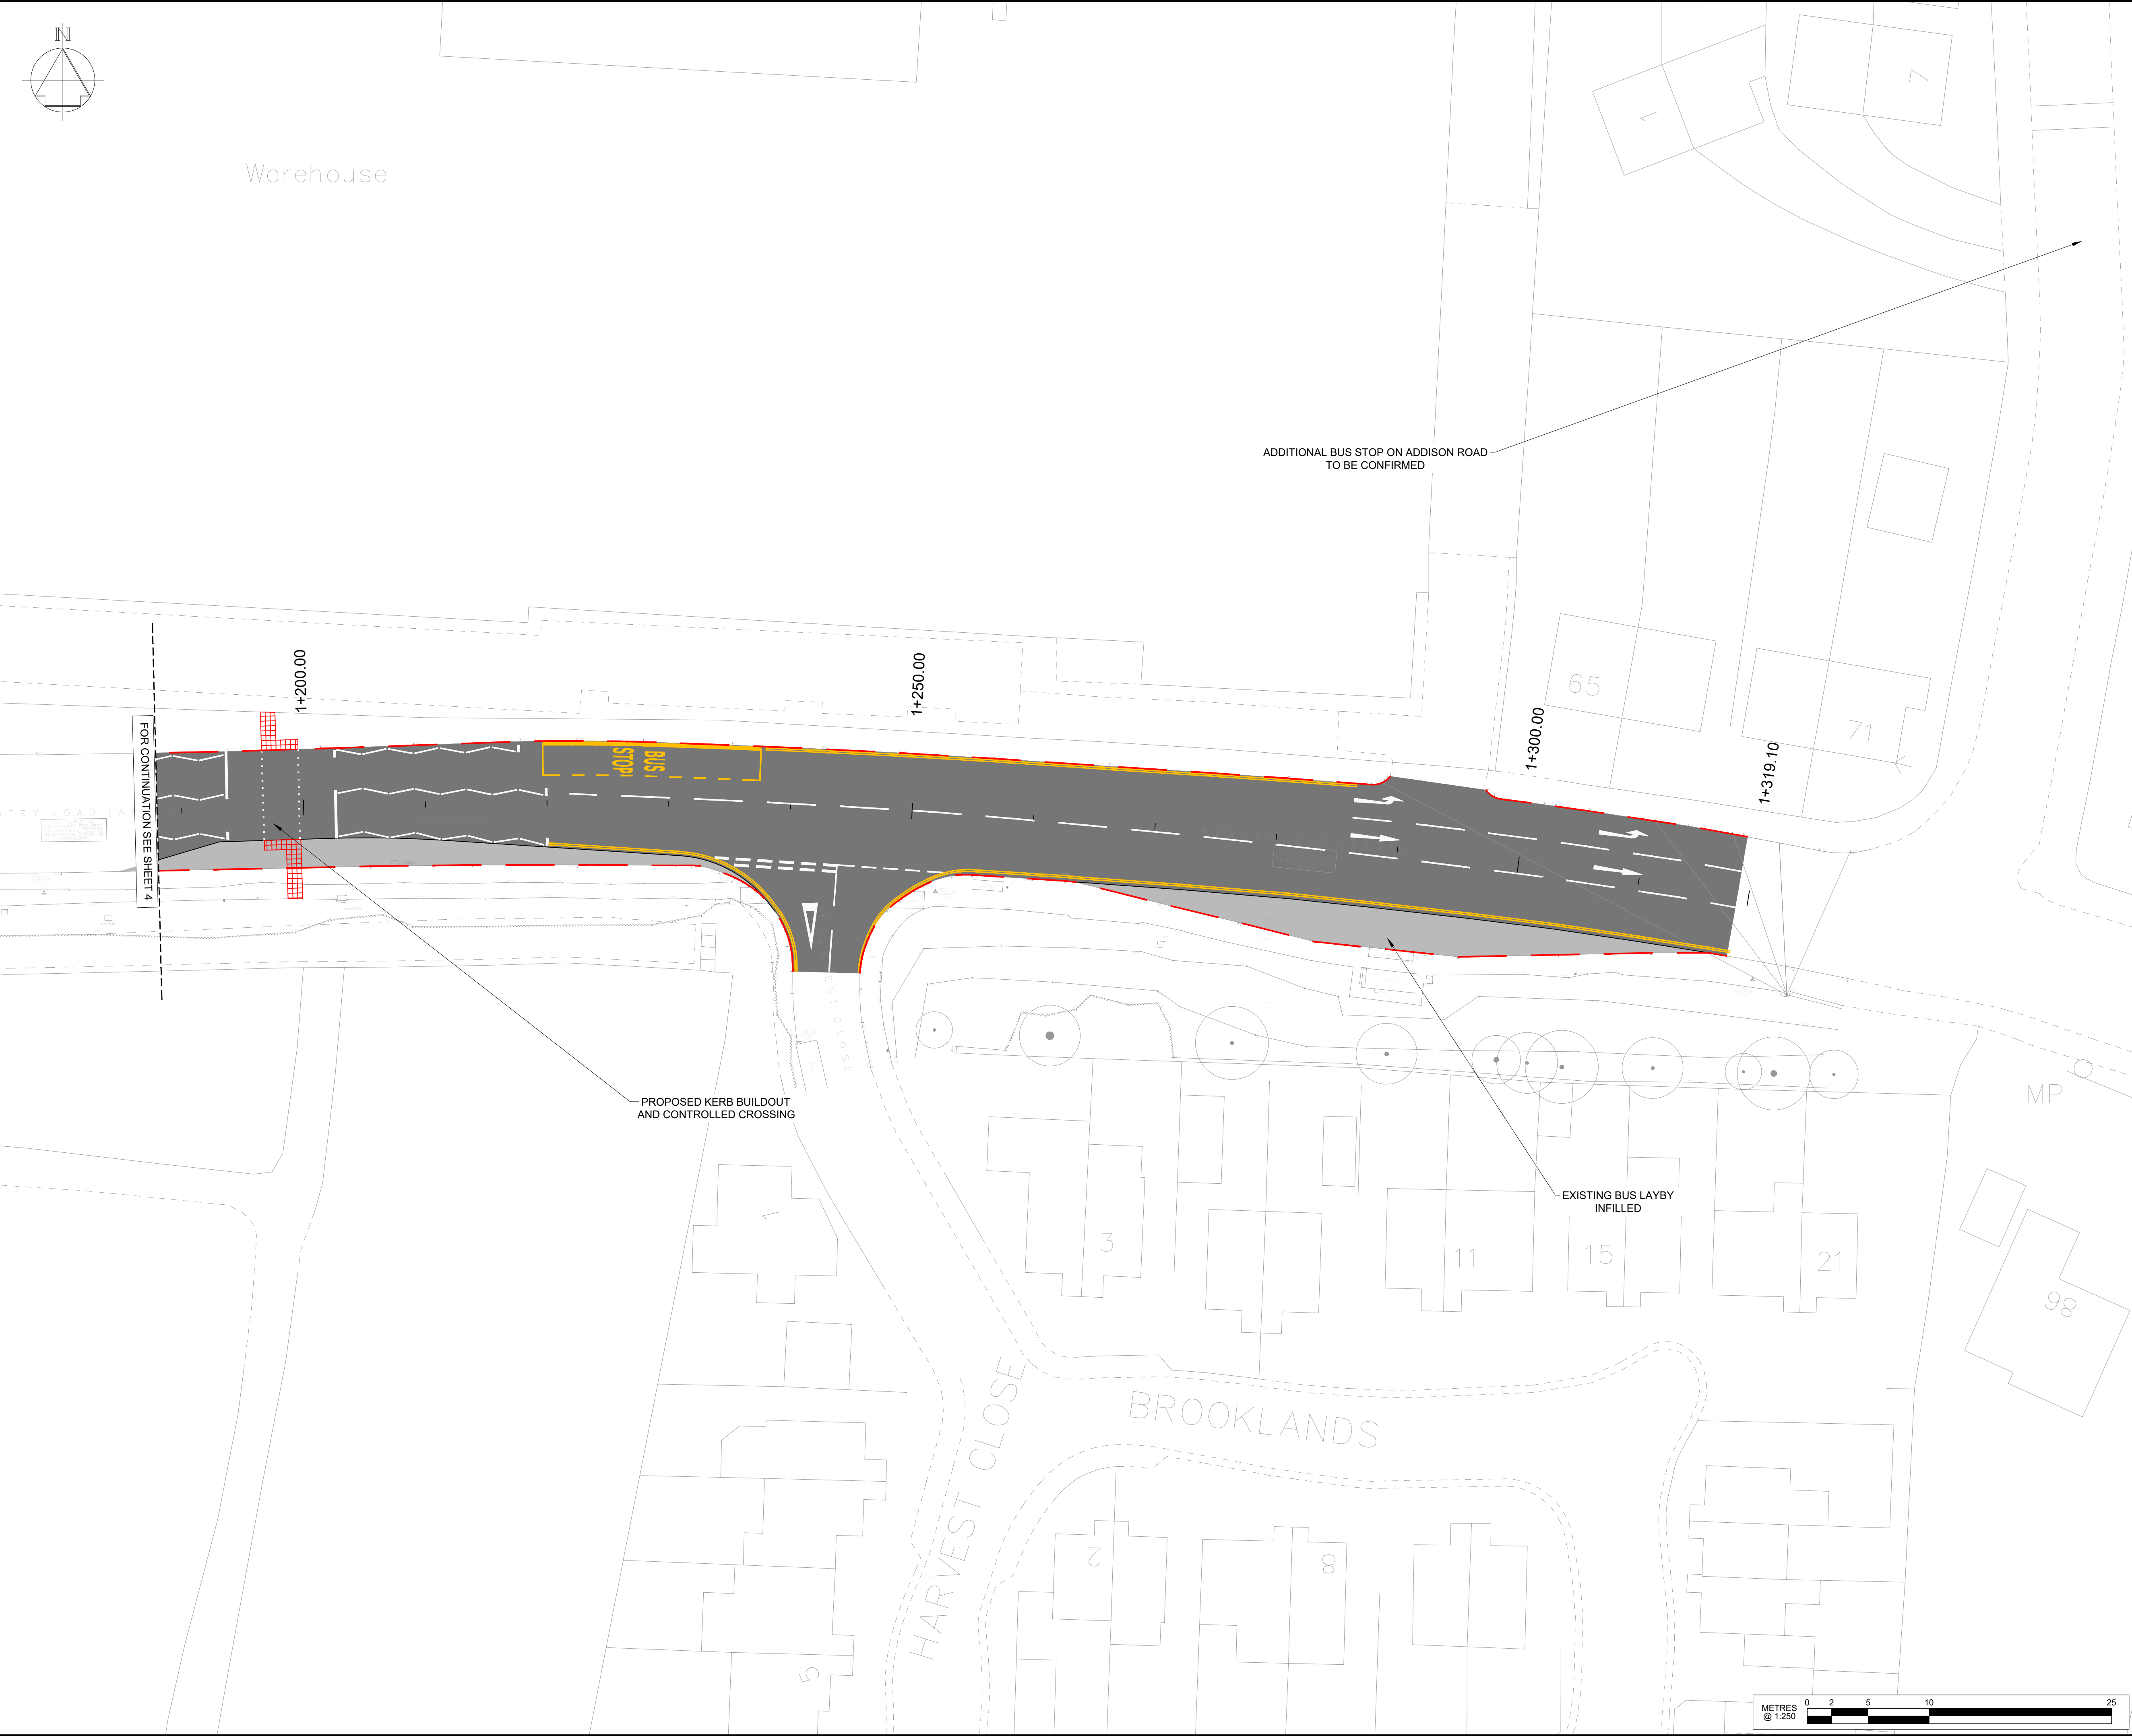 N
Warehouse
1
7
ADDITIONAL BUS STOP ON ADDISON ROAD
TO BE CONFIRMED
65
71
1+200.00
1+250.00
1+300.00
1+319.10
FOR CONTINUATION SEE SHEET 4
BUS
STOP
PROPOSED KERB BUILDOUT
AND CONTROLLED CROSSING
EXISTING BUS LAYBY
INFILLED
MP
1
3
11
15
21
98
HARVEST CLOSE
BROOKLANDS
2
8
5
METRES
@ 1:250
0 2 5 10 25